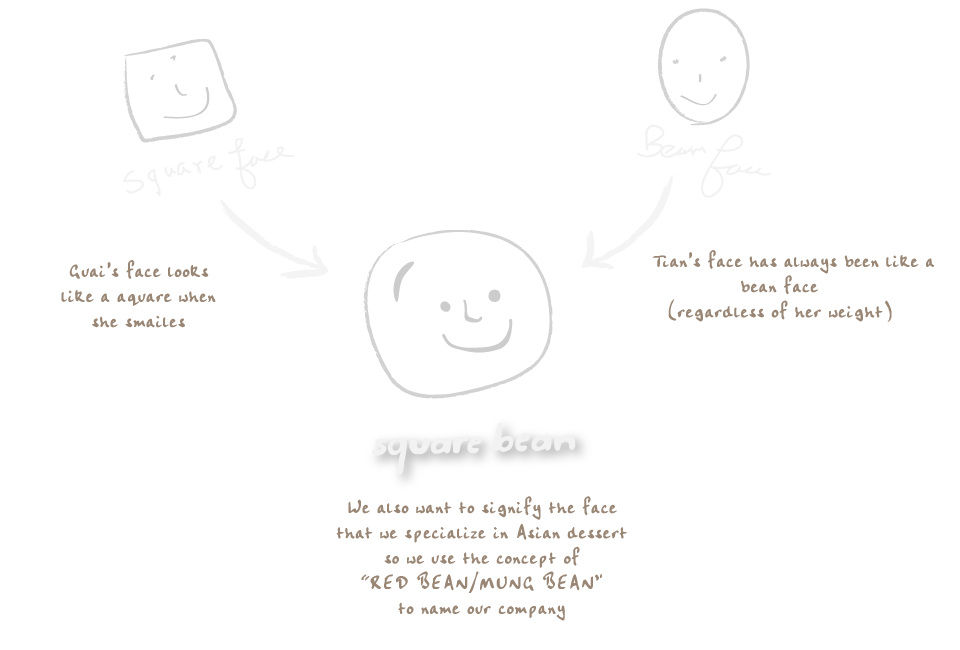 Square face
Bean face
Guai's face looks
like a aquare when
she smailes
Tian's face has always been like a
bean face
(regardless of her weight)
square bean
We also want to signify the face
that we specialize in Asian dessert
so we use the concept of
"RED BEAN/MUNG BEAN"
to name our company